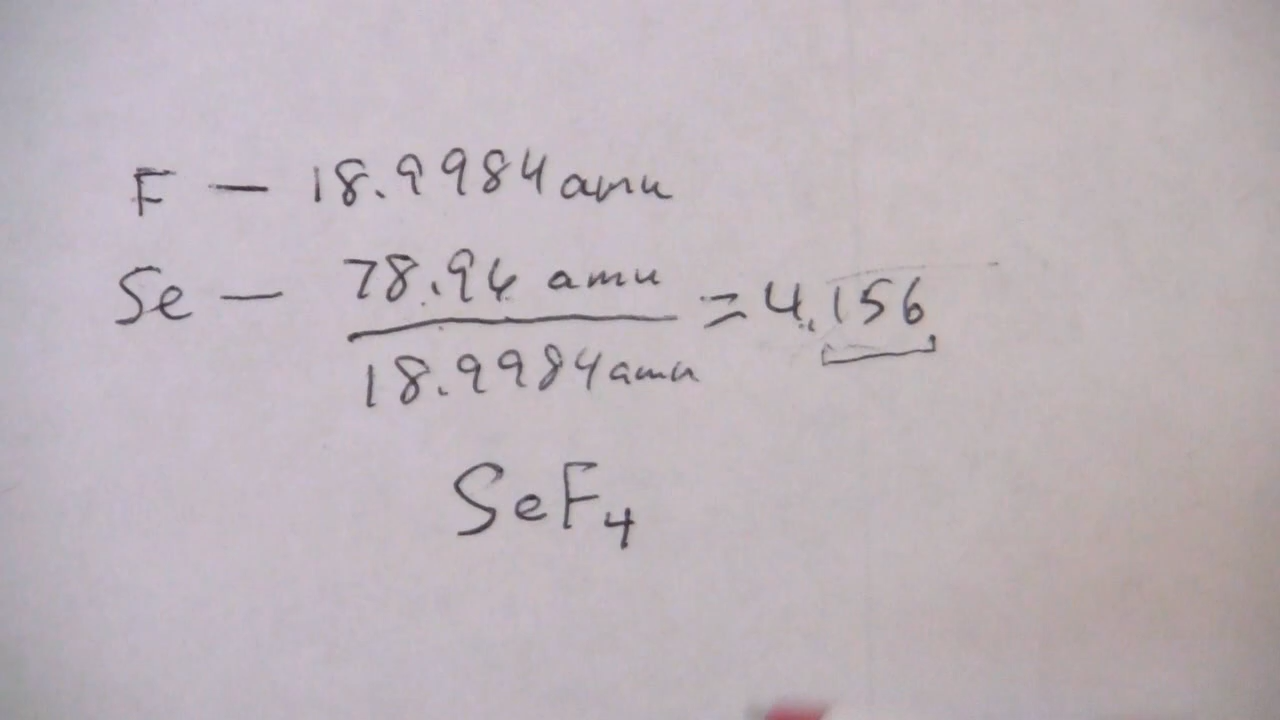 F — 18.9984 amu
Se — 78.96 amu
18.9984 amu = 4.156
SeF₄